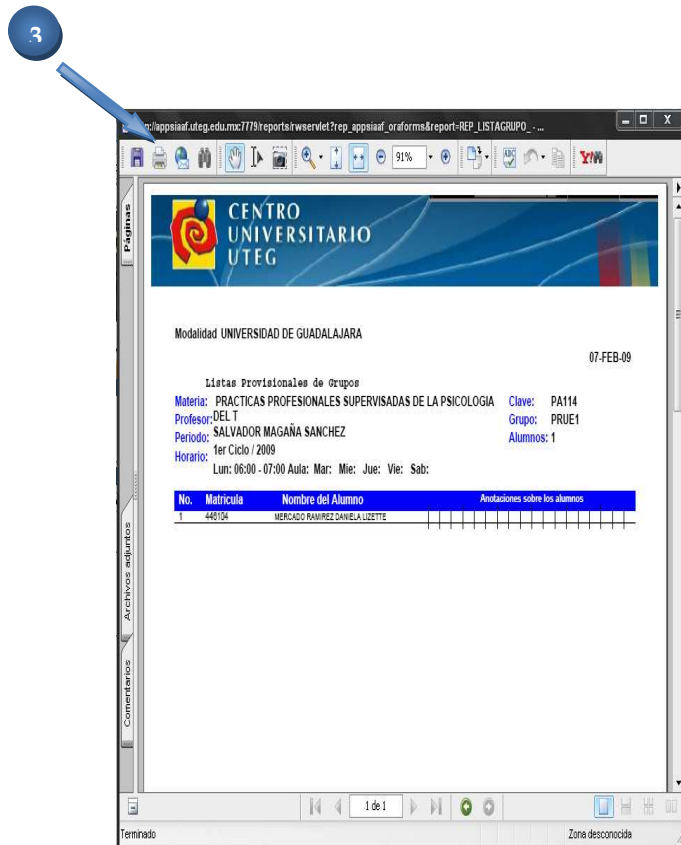 3
p://appsiaaf.uteg.edu.mx:7779/reports/rwservlet?rep_appsiaaf_oraforms&report=REP_LISTAGRUPO_ - ...
91%
Páginas
CENTRO
UNIVERSITARIO
UTEG
Modalidad UNIVERSIDAD DE GUADALAJARA
07-FEB-09
Listas Provisionales de Grupos
Materia: PRACTICAS PROFESIONALES SUPERVISADAS DE LA PSICOLOGIA Clave: PA114
Profesor: DEL T Grupo: PRUE1
Periodo: SALVADOR MAGAÑA SANCHEZ Alumnos: 1
Horario: 1er Ciclo / 2009
Lun: 06:00 - 07:00 Aula: Mar: Mie: Jue: Vie: Sab:
No. Matricula Nombre del Alumno Anotaciones sobre los alumnos
1 446104 MERCADO RAMIREZ DANIELA LIZETTE
Archivos adjuntos
Comentarios
1 de 1
Terminado Zona desconocida